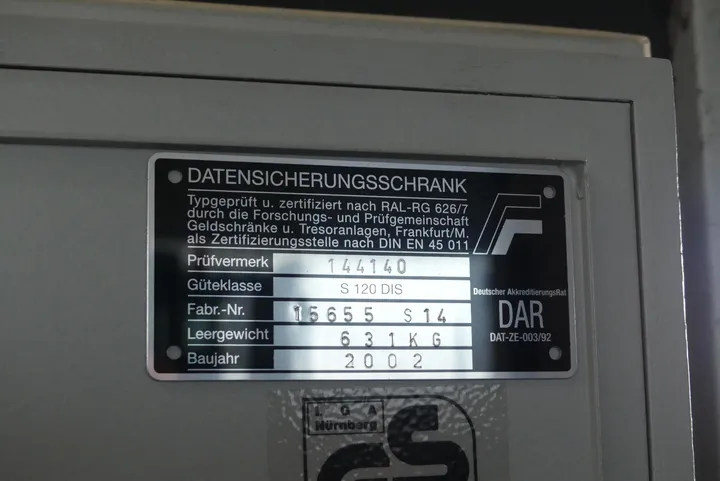 DATENSICHERUNGSSCHRANK
Typgeprüft u. zertifiziert nach RAL-RG 626/7
durch die Forschungs- und Prüfgemeinschaft
Geldschränke u. Tresoranlagen, Frankfurt/M.
als Zertifizierungsstelle nach DIN EN 45 011
Prüfvermerk 144140
Güteklasse S 120 DIS
Fabr.-Nr. 15655 S14
Leergewicht 631KG
Baujahr 2002
Deutscher AkkreditierungsRat
DAR
DAT-ZE-003/92
LGA
Nürnberg
GS